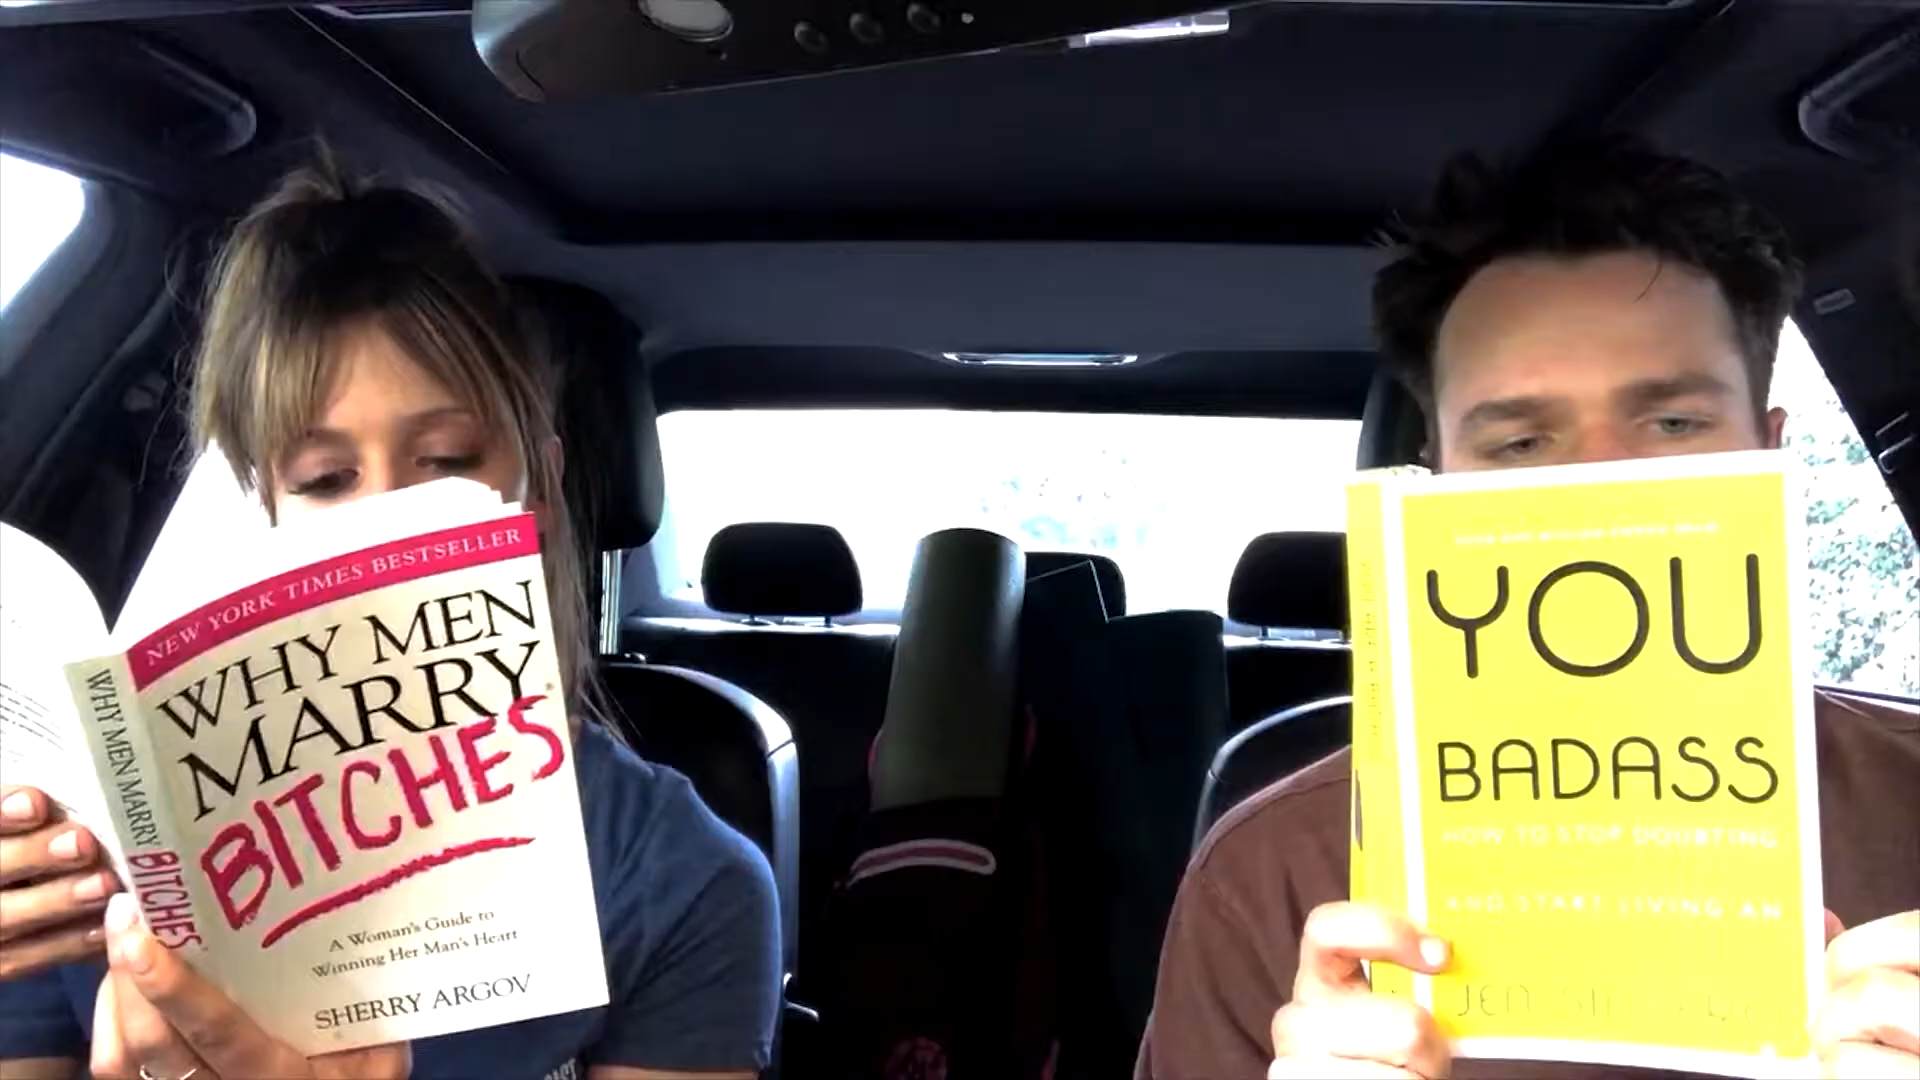 NEW YORK TIMES BESTSELLER
WHY MEN
MARRY
BITCHES
A Woman's Guide to
Winning Her Man's Heart
SHERRY ARGOV
WHY MEN MARRY BITCHES
YOU
BADASS
HOW TO STOP DOUBTING
AND START LIVING AN
JEN